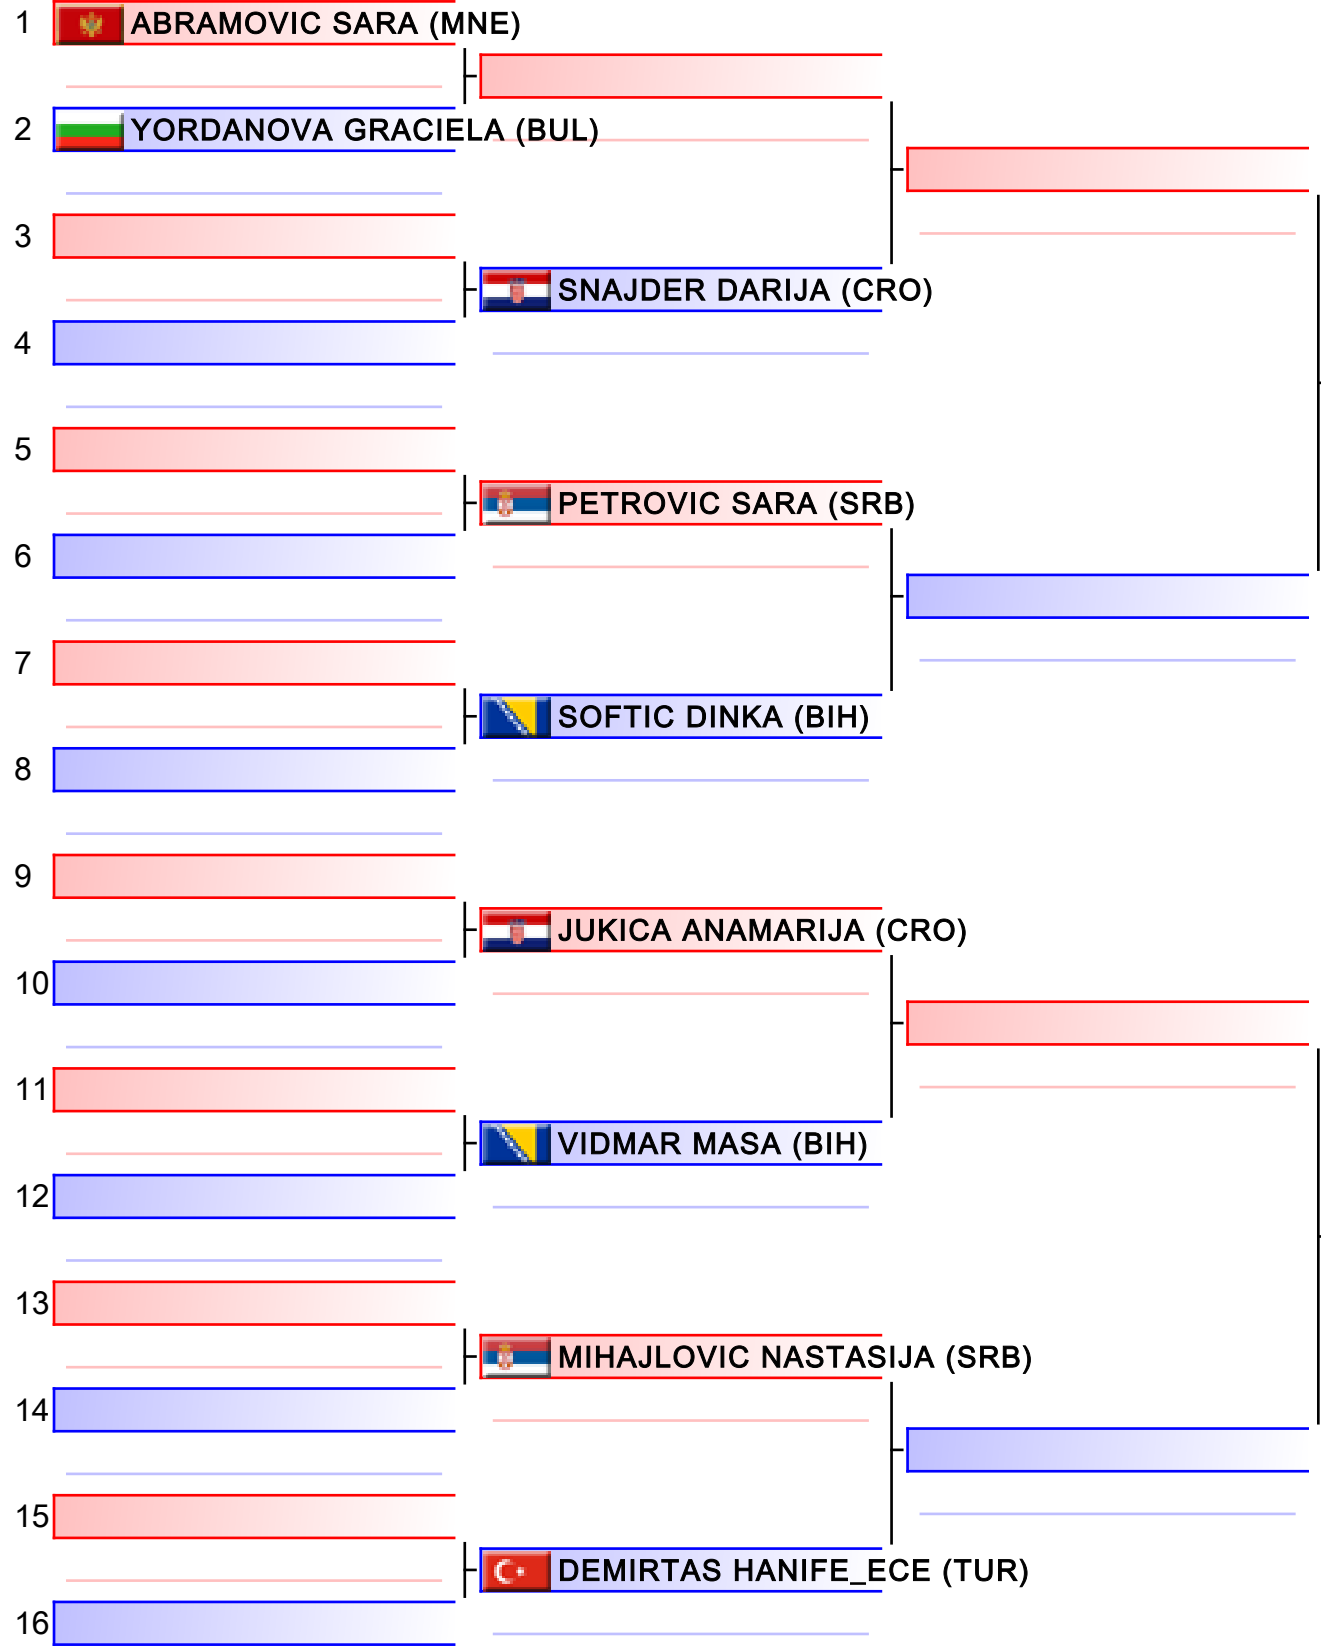 1 ABRAMOVIC SARA (MNE)
2 YORDANOVA GRACIELA (BUL)
3
SNAJDER DARIJA (CRO)
4
5
PETROVIC SARA (SRB)
6
7
SOFTIC DINKA (BIH)
8
9
JUKICA ANAMARIJA (CRO)
10
11
VIDMAR MASA (BIH)
12
13
MIHAJLOVIC NASTASIJA (SRB)
14
15
DEMIRTAS HANIFE_ECE (TUR)
16